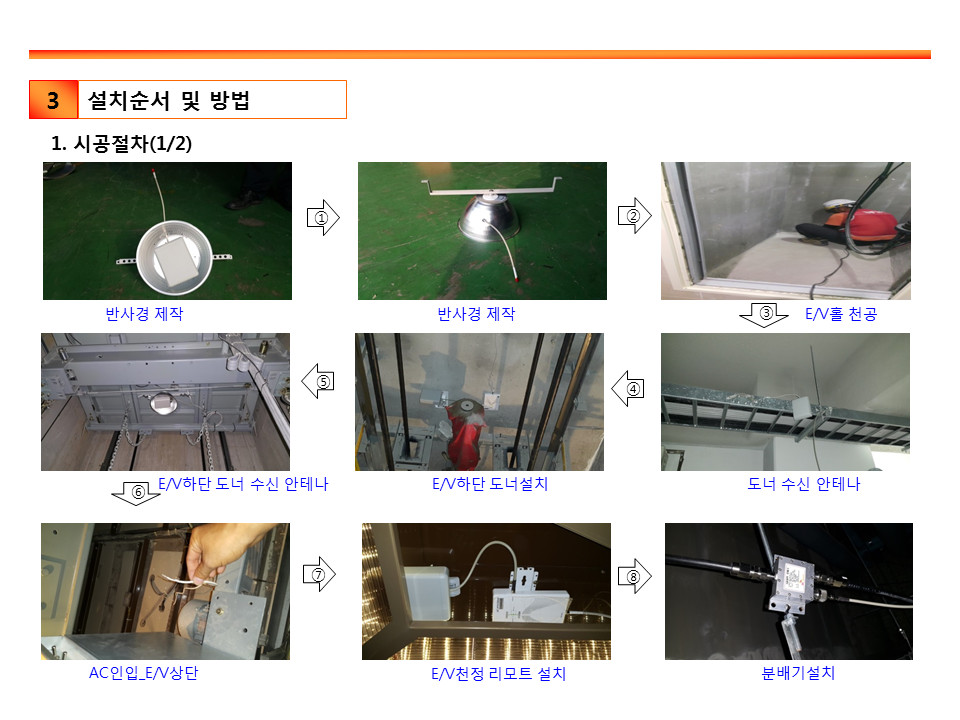 3 설치순서 및 방법
1. 시공절차(1/2)
① ②
반사경 제작 반사경 제작 ③ E/V홀 천공
⑤ ④
⑥ E/V하단 도너 수신 안테나 E/V하단 도너설치 도너 수신 안테나
⑦ ⑧
AC인입_E/V상단 E/V천정 리모트 설치 분배기설치